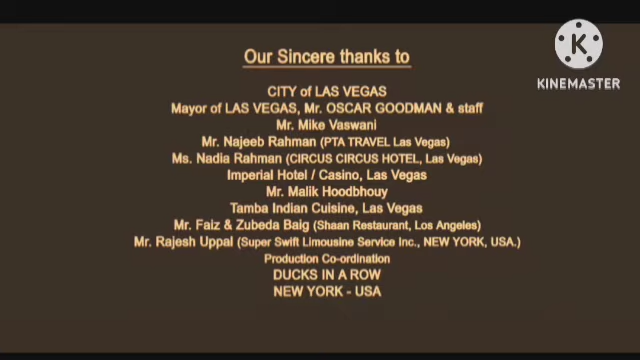 Our Sincere thanks to
K
KINEMASTER
CITY of LAS VEGAS
Mayor of LAS VEGAS, Mr. OSCAR GOODMAN & staff
Mr. Mike Vaswani
Mr. Najeeb Rahman (PTA TRAVEL Las Vegas)
Ms. Nadia Rahman (CIRCUS CIRCUS HOTEL, Las Vegas)
Imperial Hotel / Casino, Las Vegas
Mr. Malik Hoodbhouy
Tamba Indian Cuisine, Las Vegas
Mr. Faiz & Zubeda Baig (Shaan Restaurant, Los Angeles)
Mr. Rajesh Uppal (Super Swift Limousine Service Inc., NEW YORK, USA.)
Production Co-ordination
DUCKS IN A ROW
NEW YORK - USA